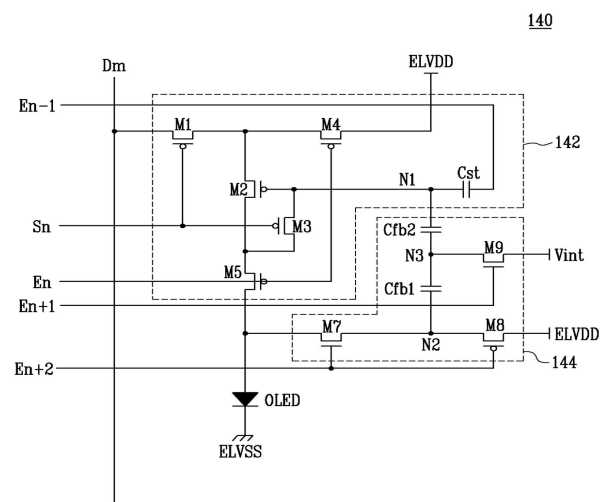 140
Dm
ELVDD
En-1
M1
M4
142
M2
N1
Cst
Sn
M3
Cfb2
N3
M9
Vint
En
M5
Cfb1
En+1
M7
M8
ELVDD
N2
En+2
144
OLED
ELVSS